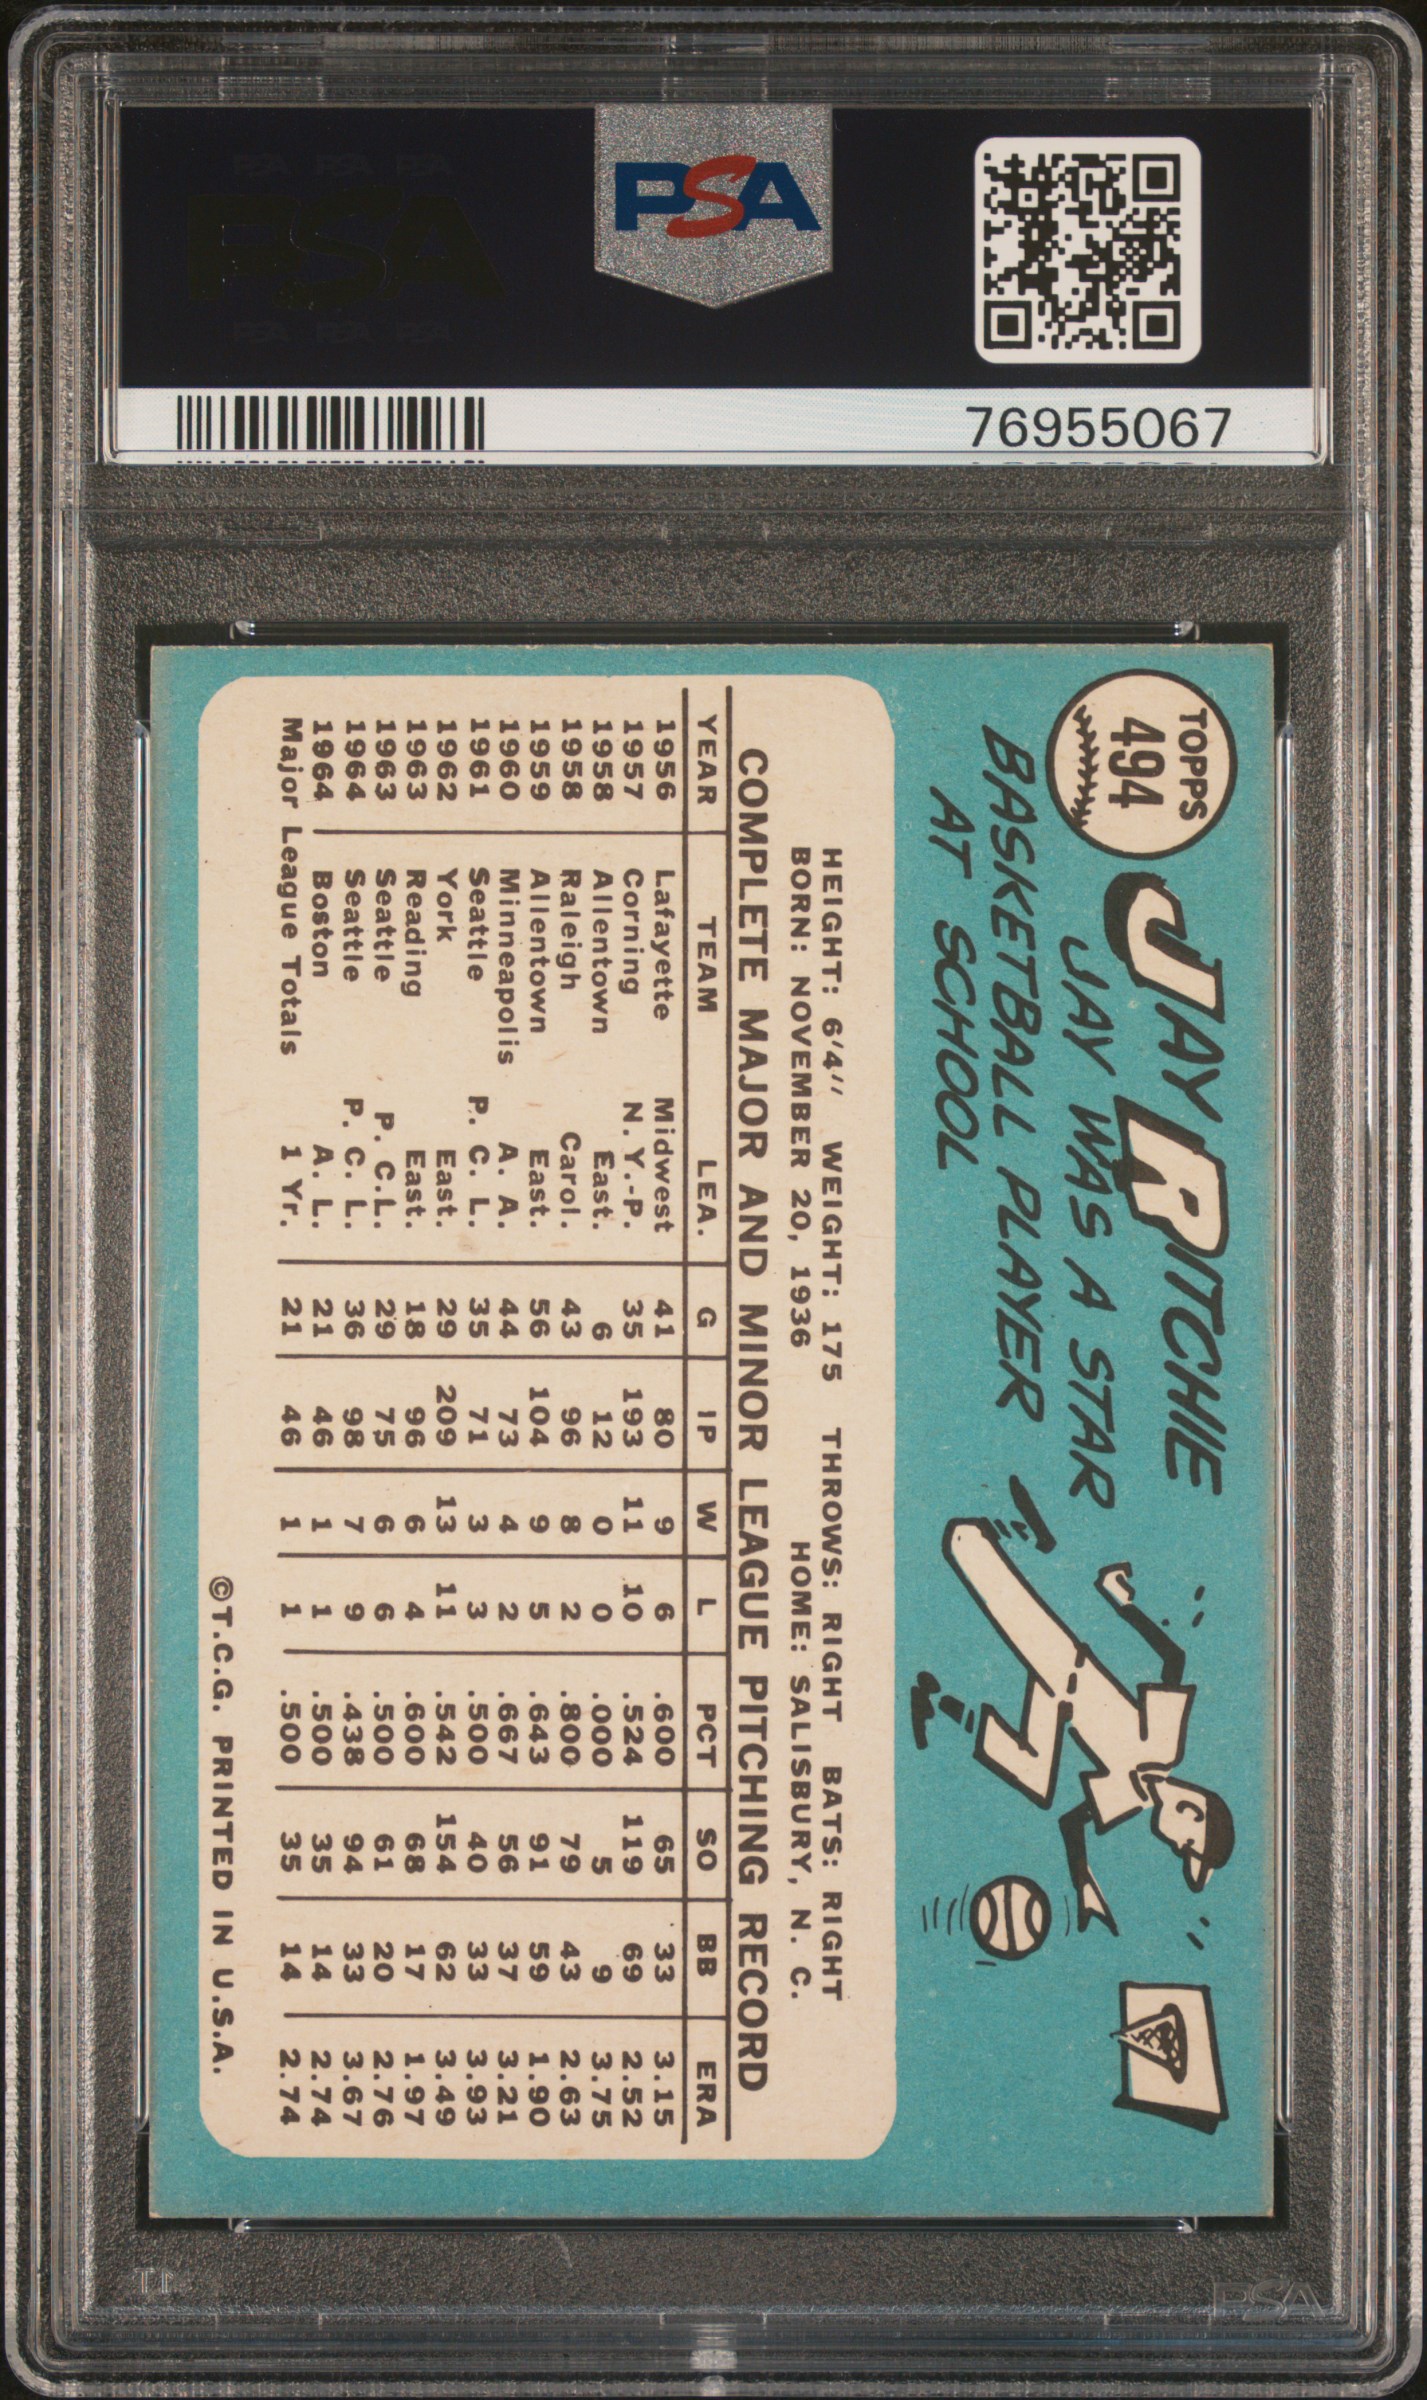 PSA PSA PSA
PSA
PSA PSA PSA
PSA
76955067
TOPPS
494
JAY RITCHIE
JAY WAS A STAR
BASKETBALL PLAYER
AT SCHOOL
HEIGHT: 6'4" WEIGHT: 175 THROWS: RIGHT BATS: RIGHT
BORN: NOVEMBER 20, 1936 HOME: SALISBURY, N. C.
COMPLETE MAJOR AND MINOR LEAGUE PITCHING RECORD
YEAR TEAM LEA. G IP W L PCT SO BB ERA
1956 Lafayette Midwest 41 80 9 6 .600 65 33 3.15
1957 Corning N.Y.-P. 35 193 11 10 .524 119 69 2.52
1958 Allentown East. 6 12 0 0 .000 5 9 3.75
1958 Raleigh Carol. 43 96 8 2 .800 79 43 2.63
1959 Allentown East. 56 104 9 5 .643 91 59 1.90
1960 Minneapolis A. A. 44 73 4 2 .667 56 37 3.21
1961 Seattle P. C. L. 35 71 3 3 .500 40 33 3.93
1962 York East. 29 209 13 11 .542 154 62 3.49
1963 Reading East. 18 96 6 4 .600 68 17 1.97
1963 Seattle P. C.L. 29 75 6 6 .500 61 20 2.76
1964 Seattle P. C. L. 36 98 7 9 .438 94 33 3.67
1964 Boston A. L. 21 46 1 1 .500 35 14 2.74
Major League Totals 1 Yr. 21 46 1 1 .500 35 14 2.74
©T.C.G. PRINTED IN U.S.A.
PSA